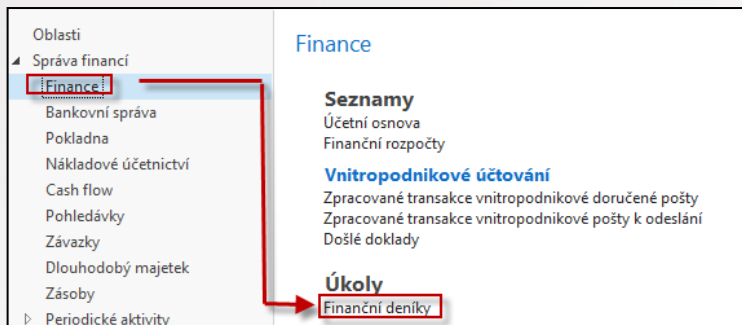 Oblasti
Správa financí
Finance
Bankovní správa
Pokladna
Nákladové účetnictví
Cash flow
Pohledávky
Závazky
Dlouhodobý majetek
Zásoby
Periodické aktivity
Finance
Seznamy
Účetní osnova
Finanční rozpočty
Vnitropodnikové účtování
Zpracované transakce vnitropodnikové doručené pošty
Zpracované transakce vnitropodnikové pošty k odeslání
Došlé doklady
Úkoly
Finanční deníky